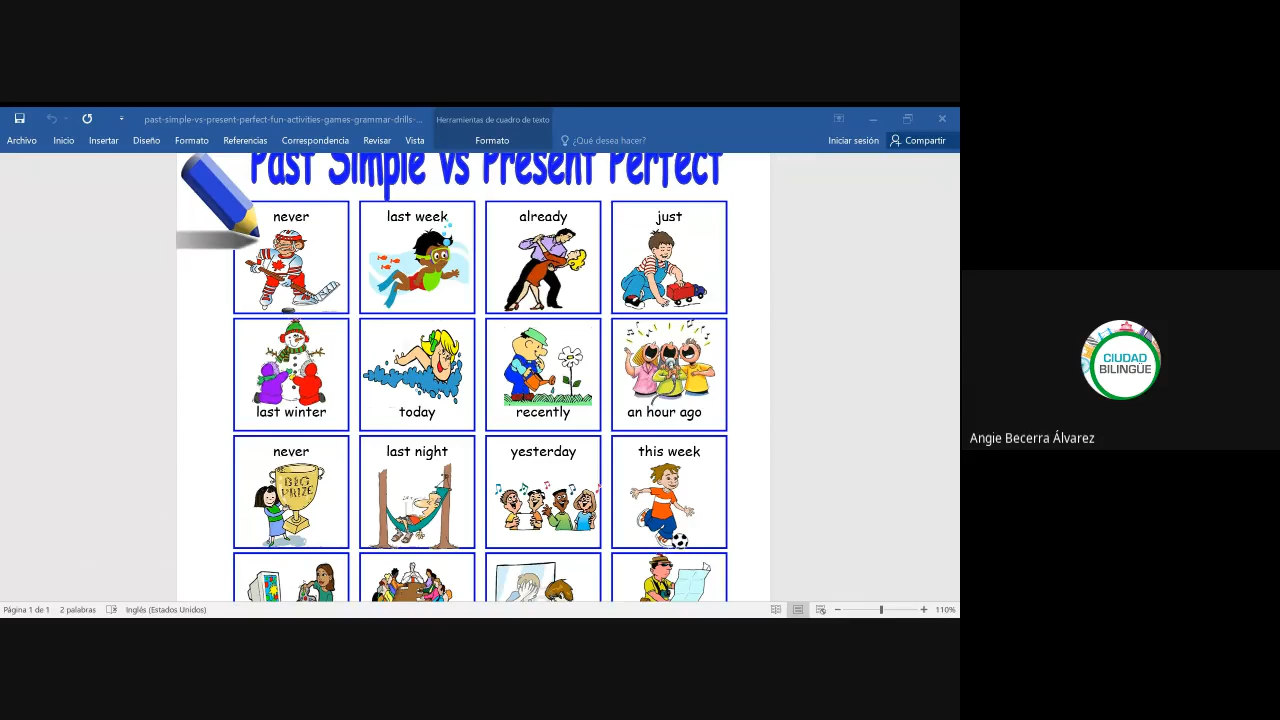 past-simple-vs-present-perfect-fun-activities-games-grammar-drills-...
Herramientas de cuadro de texto
Archivo Inicio Insertar Diseño Formato Referencias Correspondencia Revisar Vista Formato ¿Qué desea hacer? Iniciar sesión Compartir
Past Simple vs Present Perfect
never last week already just
last winter today recently an hour ago
BIG PRIZE
never last night yesterday this week
CIUDAD
BILINGÜE
Angie Becerra Álvarez
Página 1 de 1 2 palabras Inglés (Estados Unidos) 110%